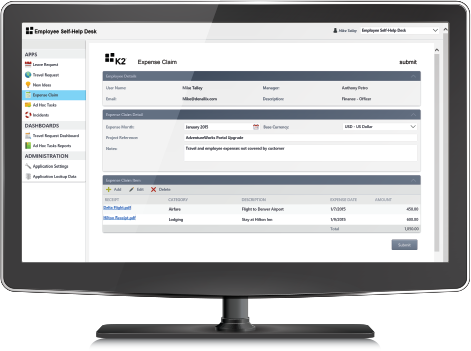 Employee Self-Help Desk
Mike Talley Employee Self-Help Desk
APPS
Leave Request
Travel Request
New Ideas
Expense Claim
Ad Hoc Tasks
Incidents
DASHBOARDS
Travel Request Dashboard
Ad Hoc Tasks Reports
ADMINISTRATION
Application Settings
Application Lookup Data
K2 Expense Claim submit
Employee Details
User Name: Mike Talley Manager: Anthony Petro
Email: Mike@denallix.com Description: Finance - Officer
Expense Claim Detail
Expense Month: January 2015 Base Currency: USD - US Dollar
Project Reference: AdventureWorks Portal Upgrade
Notes: Travel and employee expenses not covered by customer
Expense Claim Item
Add Edit Delete
RECEIPT CATEGORY DESCRIPTION EXPENSE DATE AMOUNT
Delta Flight.pdf Airfare Flight to Denver Airport 1/7/2015 450.00
Hilton Receipt.pdf Lodging Stay at Hilton Inn 1/9/2015 600.00
Total 1,050.00
Submit